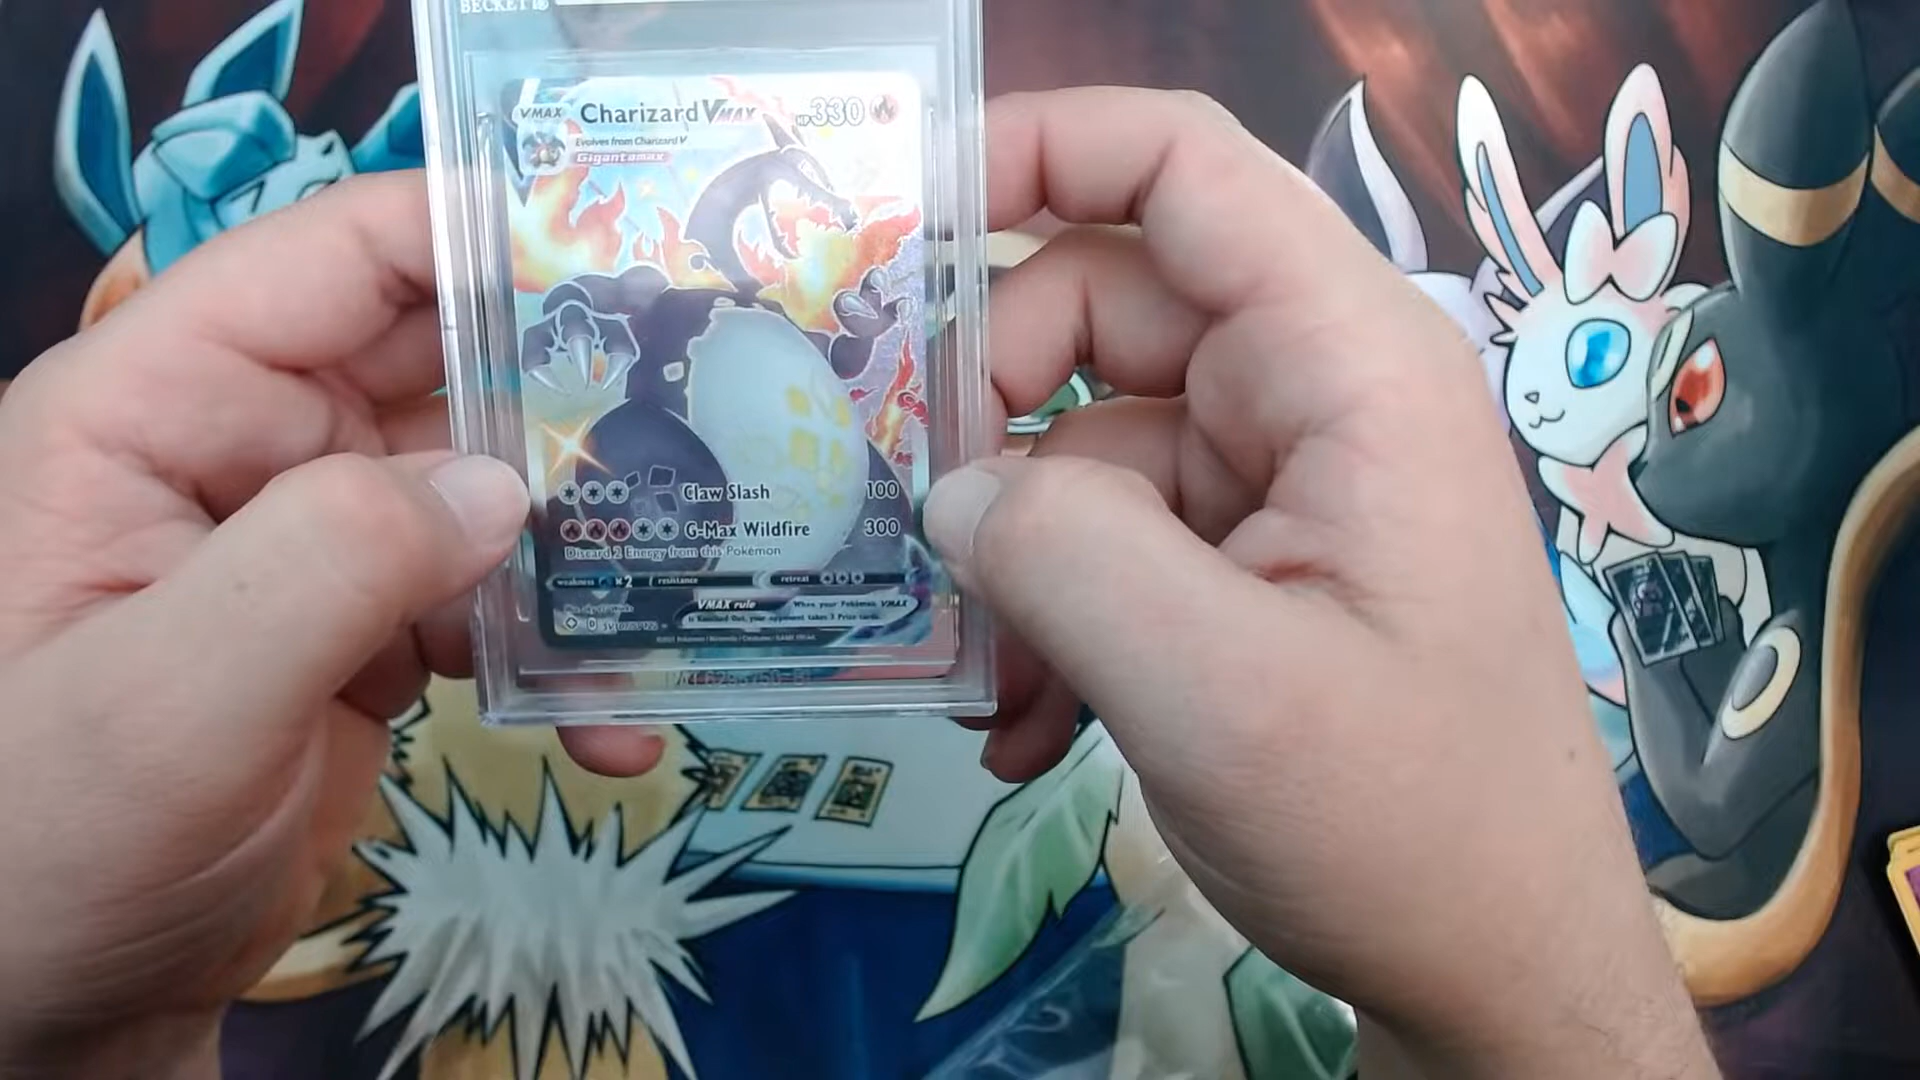 BECKET
VMAX Charizard VMAX HP 330
Evolves from Charizard V
Gigantamax
Claw Slash 100
G-Max Wildfire 300
Discard 2 Energy from this Pokémon
weakness ×2 resistance retreat
VMAX rule When your Pokémon VMAX
is Knocked Out, your opponent takes 3 Prize cards.
D